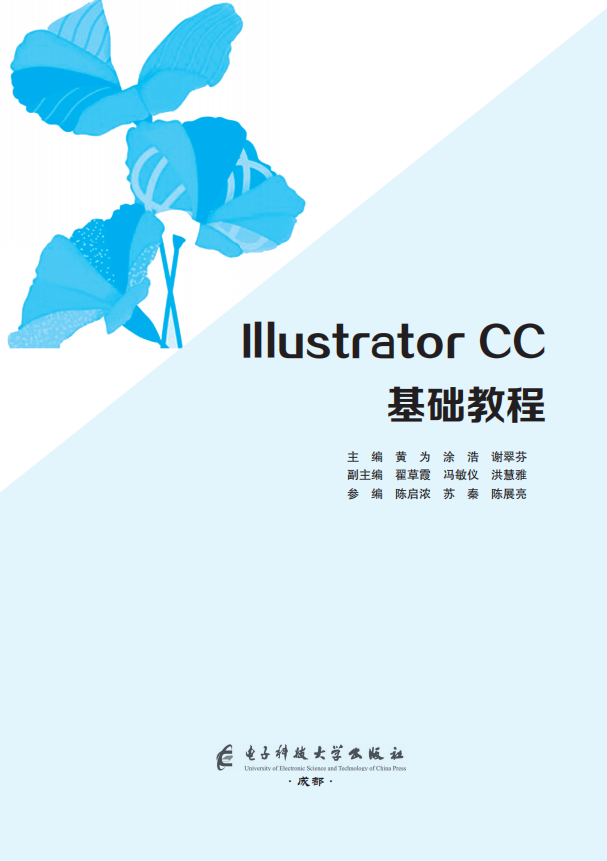 Illustrator CC
基础教程
主 编 黄 为 涂 浩 谢翠芬
副主编 翟草霞 冯敏仪 洪慧雅
参 编 陈启浓 苏 秦 陈展亮
电子科技大学出版社
University of Electronic Science and Technology of China Press
·成都·